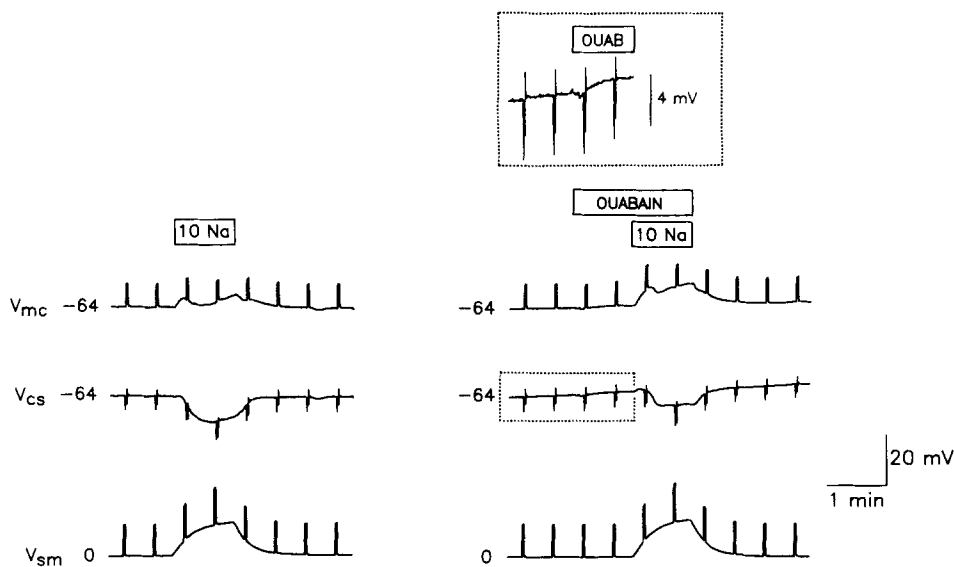 OUAB
4 mV
OUABAIN
10 Na
10 Na
Vmc -64
-64
Vcs -64
-64
20 mV
1 min
Vsm 0
0